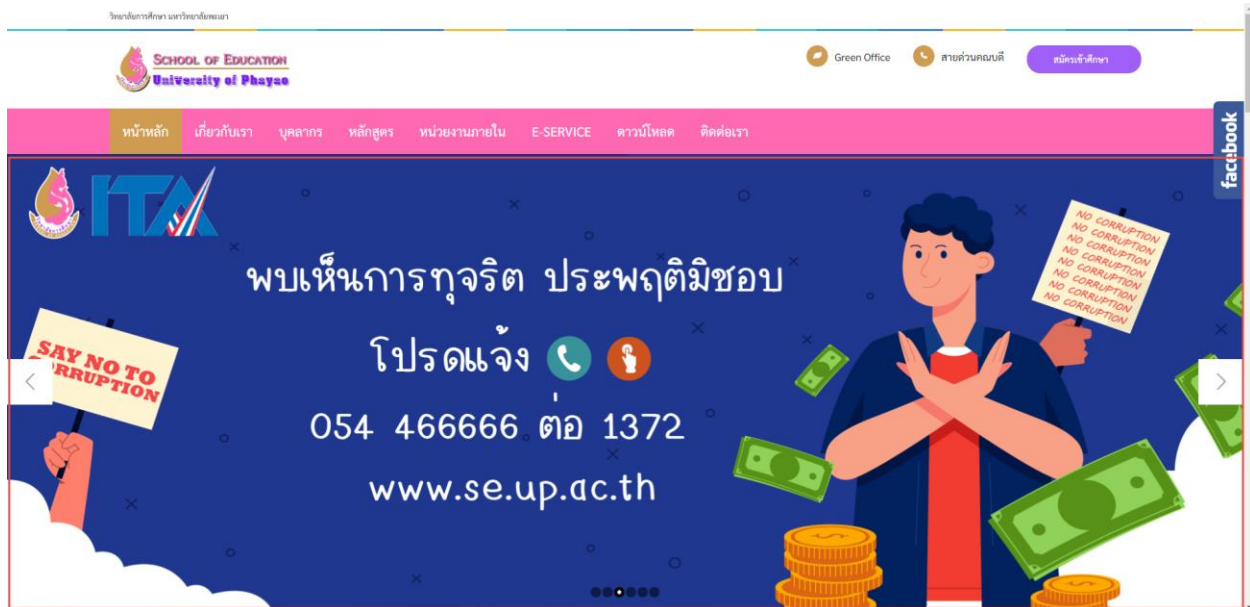 วิทยาลัยการศึกษา มหาวิทยาลัยพะเยา
SCHOOL OF EDUCATION
University of Phayao
Green Office
สายด่วนคณบดี
สมัครเข้าศึกษา
หน้าหลัก เกี่ยวกับเรา บุคลากร หลักสูตร หน่วยงานภายใน E-SERVICE ดาวน์โหลด ติดต่อเรา
facebook
ITA
พบเห็นการทุจริต ประพฤติมิชอบ
โปรดแจ้ง
054 466666 ต่อ 1372
www.se.up.ac.th
SAY NO TO
CORRUPTION
NO CORRUPTION
NO CORRUPTION
NO CORRUPTION
NO CORRUPTION
NO CORRUPTION
NO CORRUPTION
NO CORRUPTION